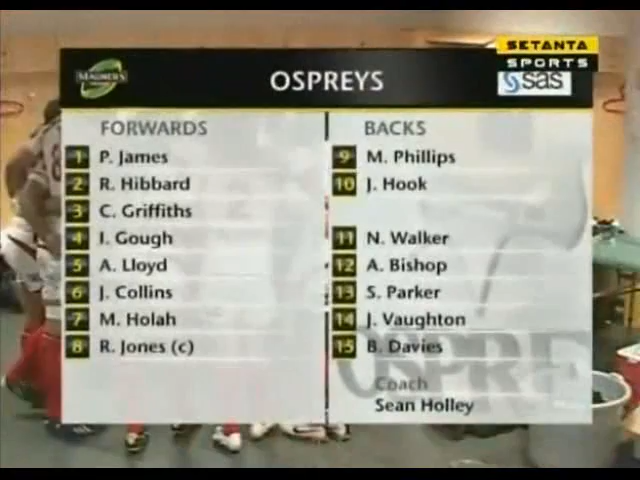 SETANTA
SPORTS
MAGNERS
OSPREYS
sas
FORWARDS
1 P. James
2 R. Hibbard
3 C. Griffiths
4 I. Gough
5 A. Lloyd
6 J. Collins
7 M. Holah
8 R. Jones (c)
BACKS
9 M. Phillips
10 J. Hook
11 N. Walker
12 A. Bishop
13 S. Parker
14 J. Vaughton
15 B. Davies
Coach
Sean Holley
OSPRE
8